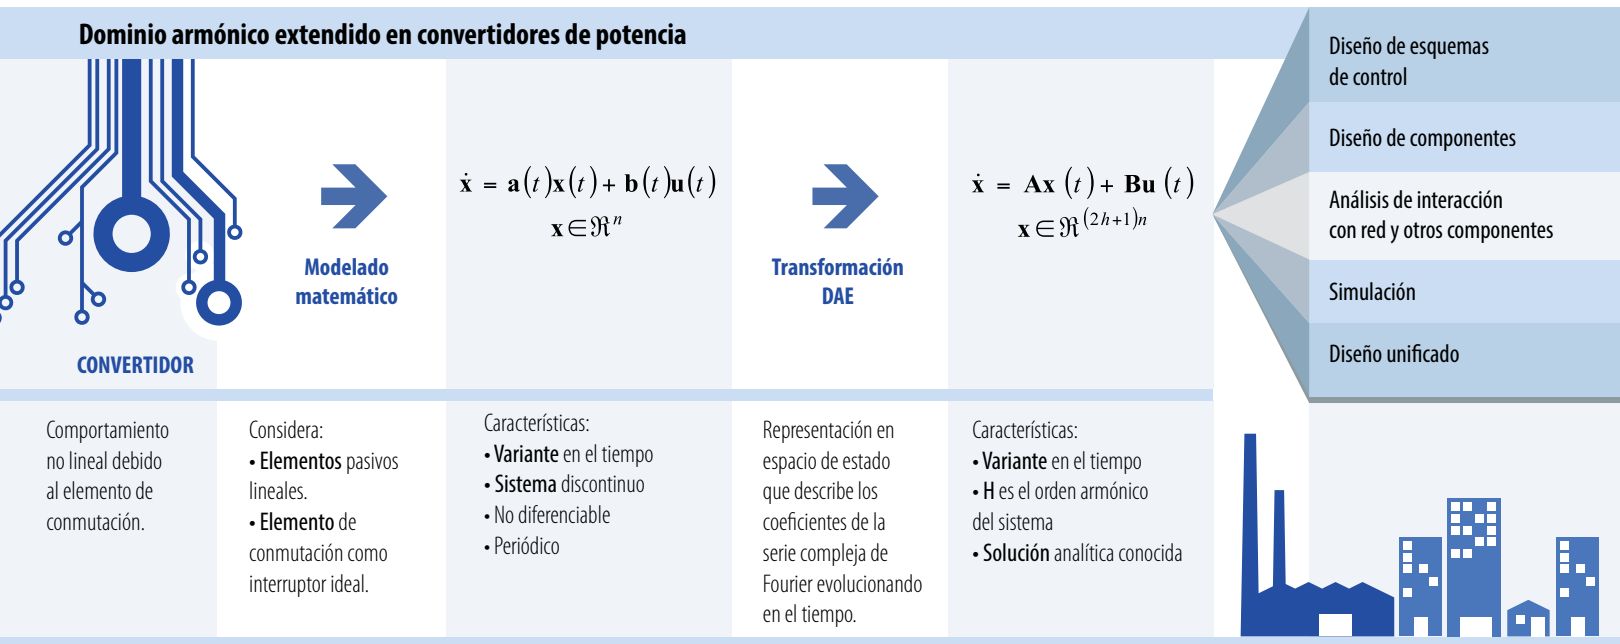 Dominio armónico extendido en convertidores de potencia
CONVERTIDOR
Modelado
matemático
ẋ = a(t)x(t) + b(t)u(t)
x∈ℜⁿ
Transformación
DAE
ẋ = Ax (t) + Bu (t)
x∈ℜ^(2h+1)n
Diseño de esquemas
de control
Diseño de componentes
Análisis de interacción
con red y otros componentes
Simulación
Diseño unificado
Comportamiento
no lineal debido
al elemento de
conmutación.
Considera:
• Elementos pasivos
lineales.
• Elemento de
conmutación como
interruptor ideal.
Características:
• Variante en el tiempo
• Sistema discontinuo
• No diferenciable
• Periódico
Representación en
espacio de estado
que describe los
coeficientes de la
serie compleja de
Fourier evolucionando
en el tiempo.
Características:
• Variante en el tiempo
• H es el orden armónico
del sistema
• Solución analítica conocida